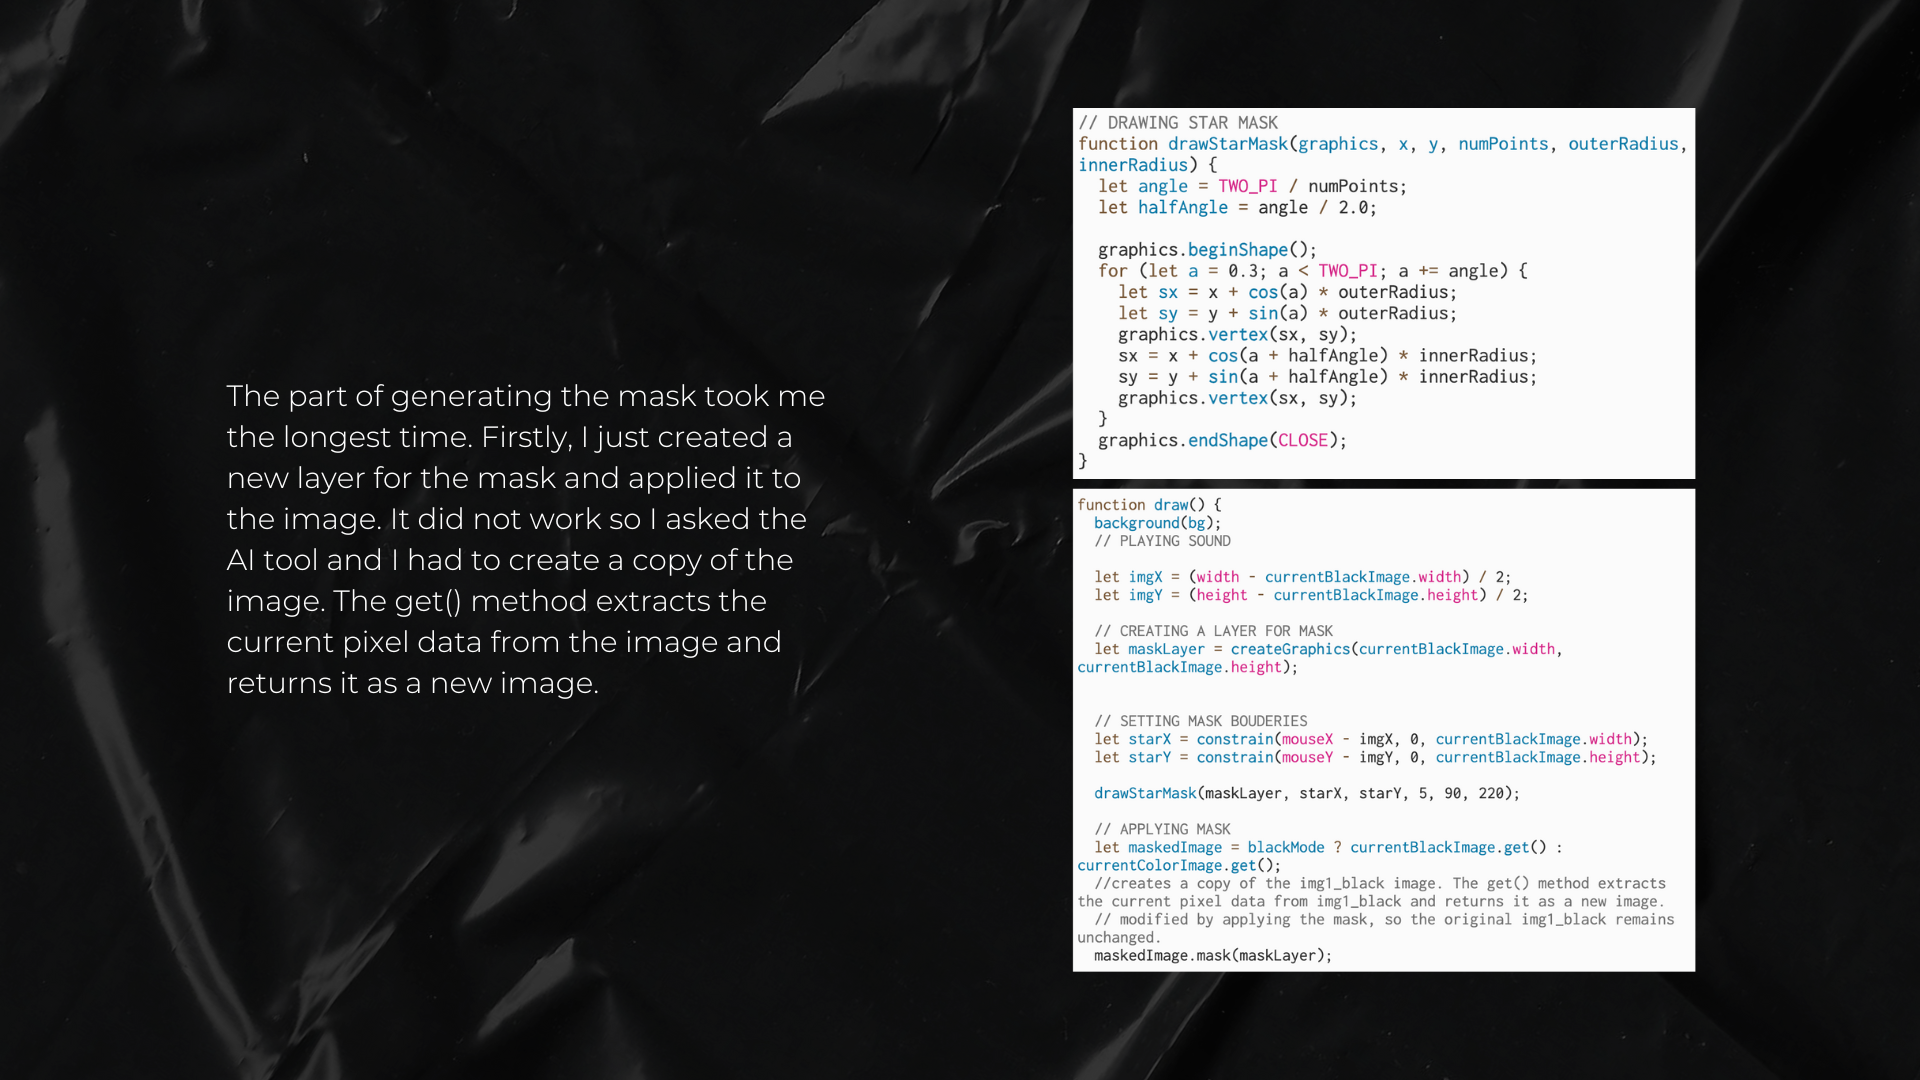 The part of generating the mask took me
the longest time. Firstly, I just created a
new layer for the mask and applied it to
the image. It did not work so I asked the
AI tool and I had to create a copy of the
image. The get() method extracts the
current pixel data from the image and
returns it as a new image.
// DRAWING STAR MASK
function drawStarMask(graphics, x, y, numPoints, outerRadius,
innerRadius) {
  let angle = TWO_PI / numPoints;
  let halfAngle = angle / 2.0;

  graphics.beginShape();
  for (let a = 0.3; a < TWO_PI; a += angle) {
    let sx = x + cos(a) * outerRadius;
    let sy = y + sin(a) * outerRadius;
    graphics.vertex(sx, sy);
    sx = x + cos(a + halfAngle) * innerRadius;
    sy = y + sin(a + halfAngle) * innerRadius;
    graphics.vertex(sx, sy);
  }
  graphics.endShape(CLOSE);
}
function draw() {
  background(bg);
  // PLAYING SOUND

  let imgX = (width - currentBlackImage.width) / 2;
  let imgY = (height - currentBlackImage.height) / 2;

  // CREATING A LAYER FOR MASK
  let maskLayer = createGraphics(currentBlackImage.width,
currentBlackImage.height);

  // SETTING MASK BOUDERIES
  let starX = constrain(mouseX - imgX, 0, currentBlackImage.width);
  let starY = constrain(mouseY - imgY, 0, currentBlackImage.height);

  drawStarMask(maskLayer, starX, starY, 5, 90, 220);

  // APPLYING MASK
  let maskedImage = blackMode ? currentBlackImage.get() :
currentColorImage.get();
  //creates a copy of the img1_black image. The get() method extracts
the current pixel data from img1_black and returns it as a new image.
  // modified by applying the mask, so the original img1_black remains
unchanged.
  maskedImage.mask(maskLayer);